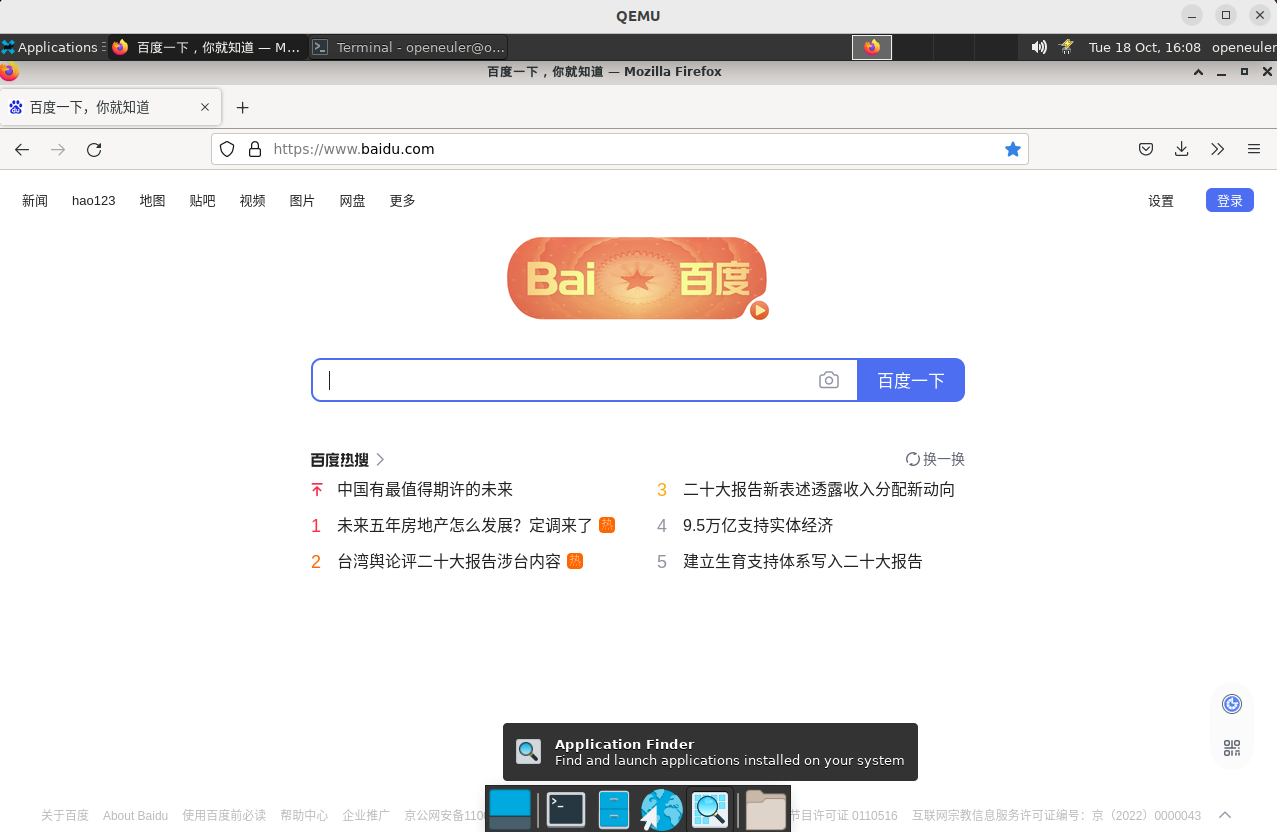 QEMU
Applications
百度一下，你就知道 — M...
Terminal - openeuler@o...
Tue 18 Oct, 16:08
openeuler
百度一下，你就知道 — Mozilla Firefox
百度一下，你就知道
https://www.baidu.com
新闻 hao123 地图 贴吧 视频 图片 网盘 更多 设置 登录
Bai 百度
百度一下
百度热搜 换一换
中国有最值得期许的未来
1 未来五年房地产怎么发展？定调来了 热
2 台湾舆论评二十大报告涉台内容 热
3 二十大报告新表述透露收入分配新动向
4 9.5万亿支持实体经济
5 建立生育支持体系写入二十大报告
Application Finder
Find and launch applications installed on your system
关于百度 About Baidu 使用百度前必读 帮助中心 企业推广 京公网安备110 节目许可证 0110516 互联网宗教信息服务许可证编号：京（2022）0000043